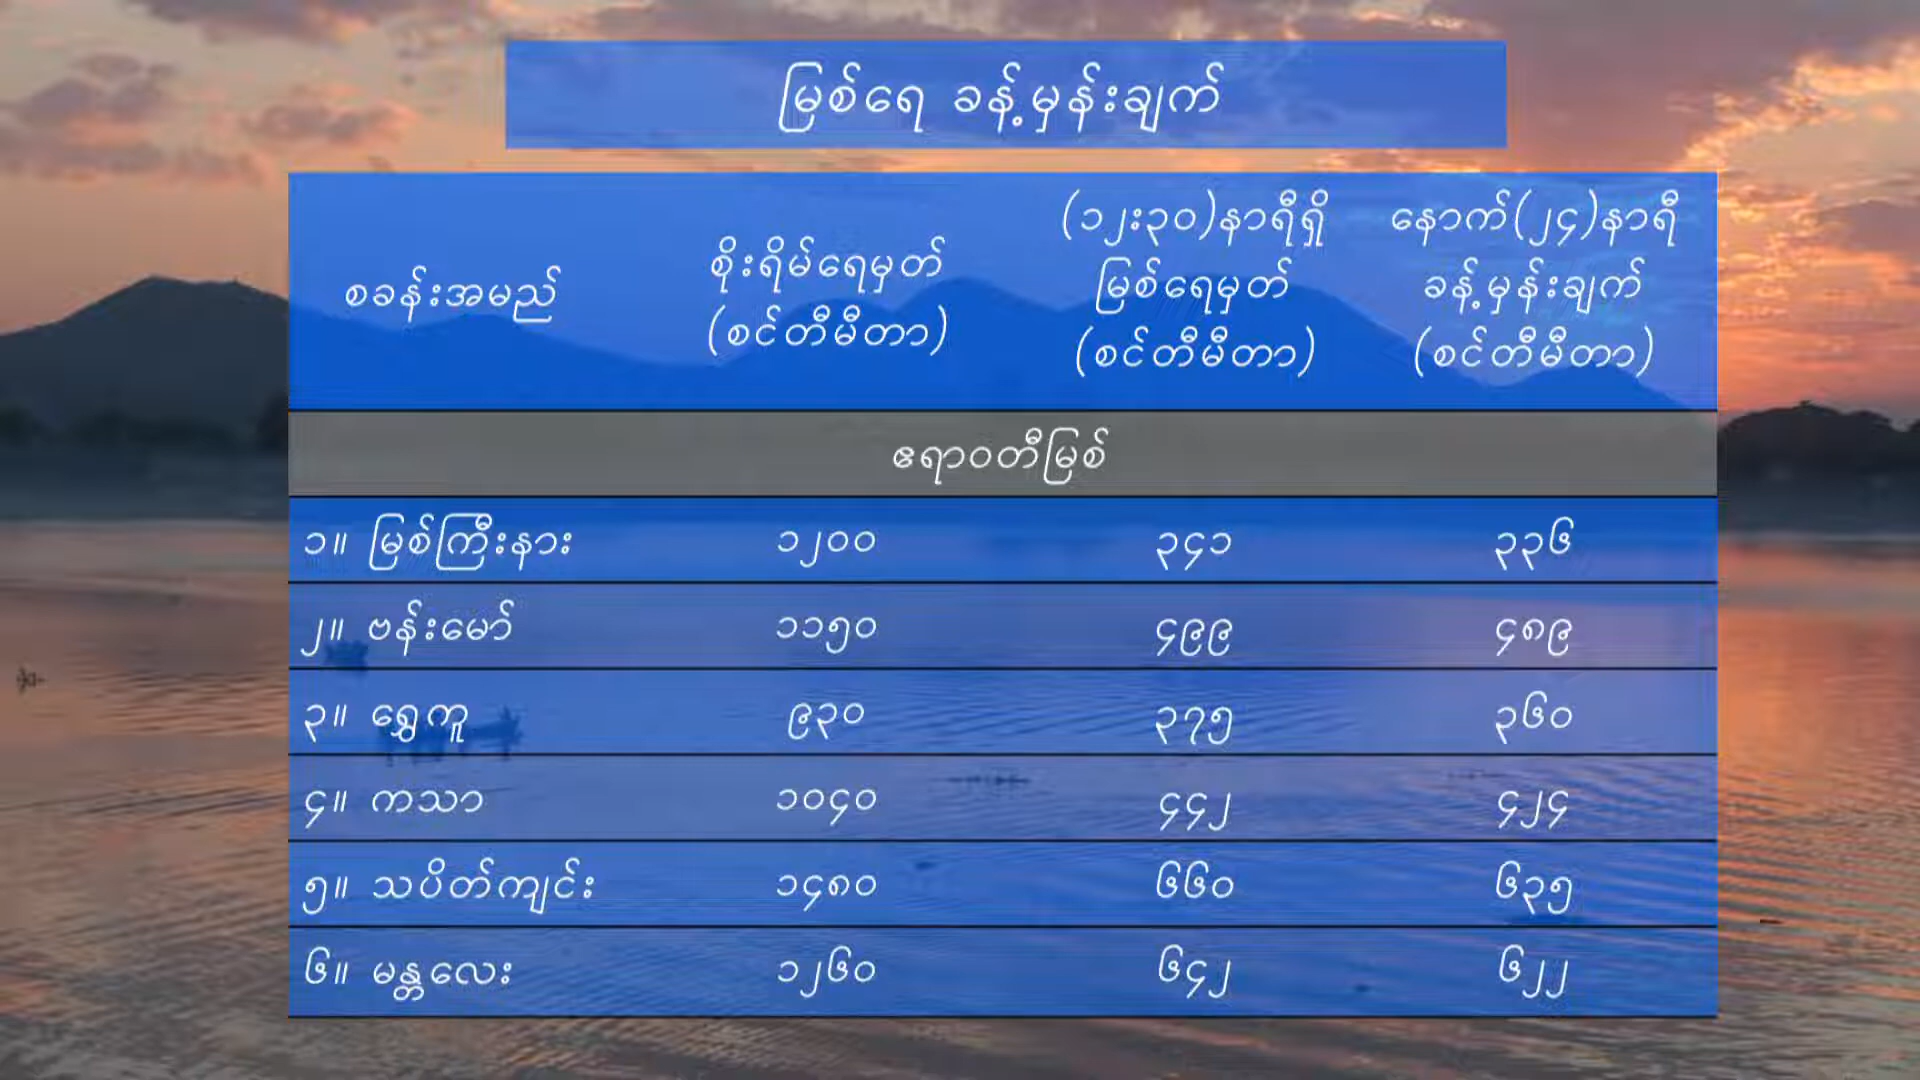 မြစ်ရေ ခန့်မှန်းချက်
စခန်းအမည်
စိုးရိမ်ရေမှတ်
(စင်တီမီတာ)
(၁၂း၃၀)နာရီရှိ
မြစ်ရေမှတ်
(စင်တီမီတာ)
နောက်(၂၄)နာရီ
ခန့်မှန်းချက်
(စင်တီမီတာ)
ဧရာဝတီမြစ်
၁။ မြစ်ကြီးနား ၁၂၀၀ ၃၄၁ ၃၃၆
၂။ ဗန်းမော် ၁၁၅၀ ၄၉၉ ၄၈၉
၃။ ရွှေကူ ၉၃၀ ၃၇၅ ၃၆၀
၄။ ကသာ ၁၀၄၀ ၄၄၂ ၄၂၄
၅။ သပိတ်ကျင်း ၁၄၈၀ ၆၆၀ ၆၃၅
၆။ မန္တလေး ၁၂၆၀ ၆၄၂ ၆၂၂